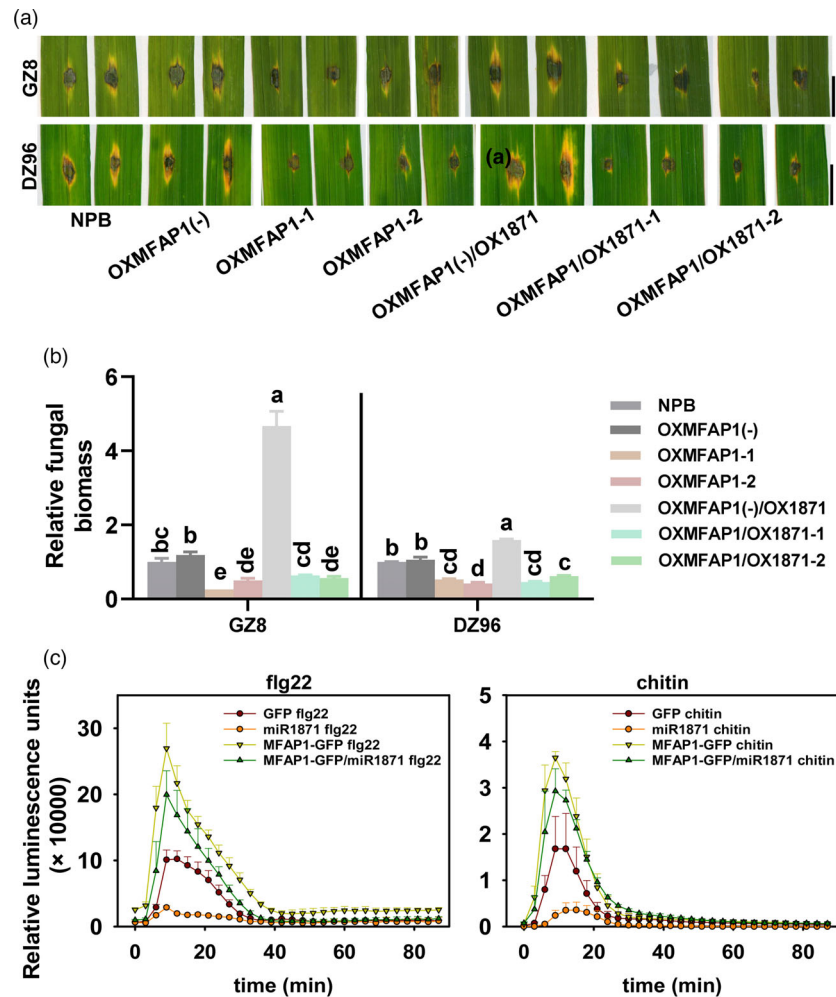 (a)
GZ8
DZ96
(a)
NPB
OXMFAP1(-)
OXMFAP1-1
OXMFAP1-2
OXMFAP1(-)/OX1871
OXMFAP1/OX1871-1
OXMFAP1/OX1871-2
(b)
Relative fungal
biomass
6
4
2
0
bc
b
e
de
a
cd
de
b
b
cd
d
a
cd
c
GZ8
DZ96
NPB
OXMFAP1(-)
OXMFAP1-1
OXMFAP1-2
OXMFAP1(-)/OX1871
OXMFAP1/OX1871-1
OXMFAP1/OX1871-2
(c)
Relative luminescence units
(× 10000)
flg22
GFP flg22
miR1871 flg22
MFAP1-GFP flg22
MFAP1-GFP/miR1871 flg22
30
20
10
0
0 20 40 60 80
time (min)
chitin
GFP chitin
miR1871 chitin
MFAP1-GFP chitin
MFAP1-GFP/miR1871 chitin
5
4
3
2
1
0
0 20 40 60 80
time (min)